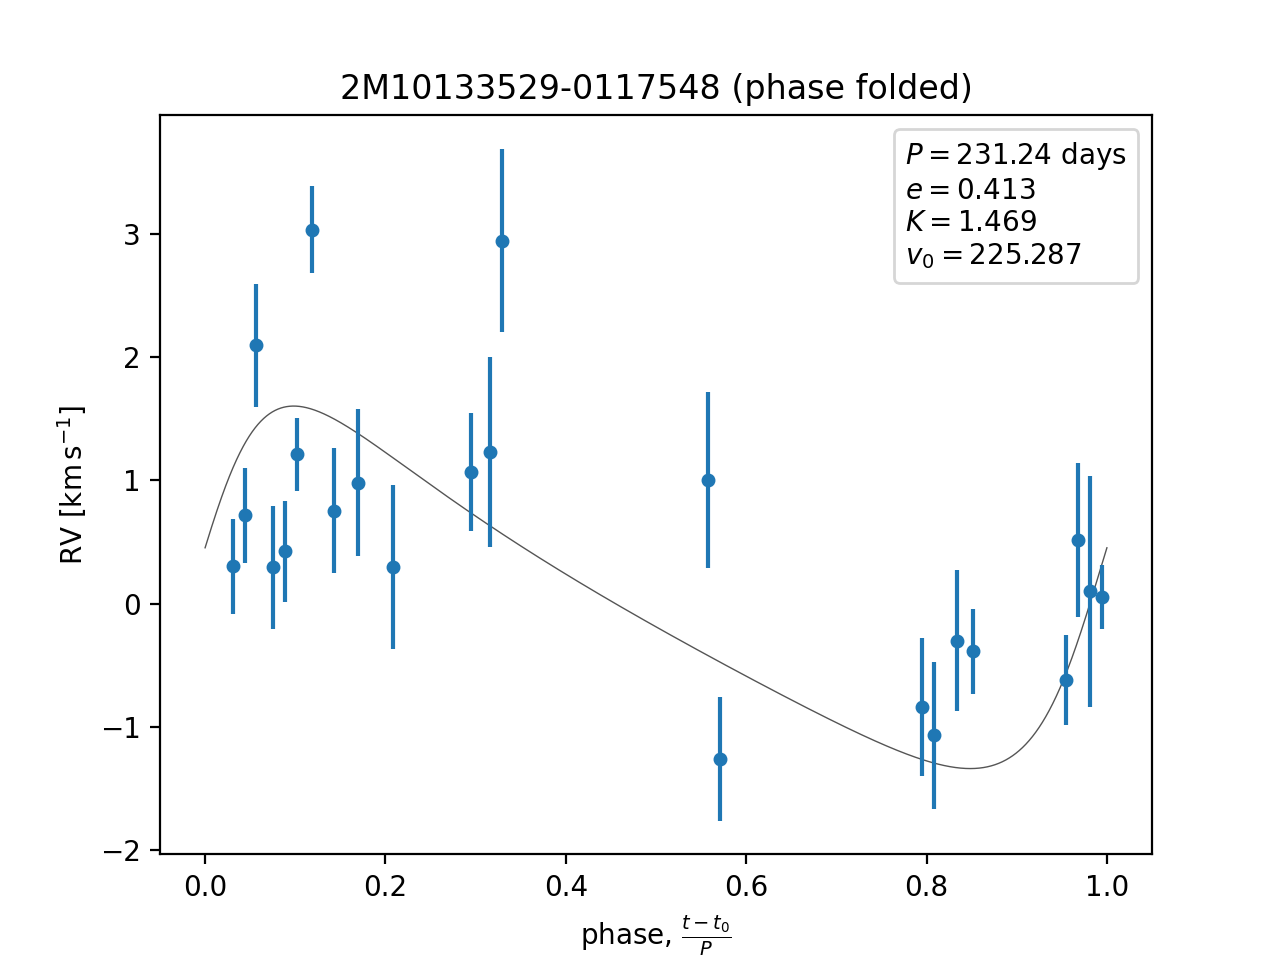 2M10133529-0117548 (phase folded)
P = 231.24 days
e = 0.413
K = 1.469
v₀ = 225.287
RV [km s⁻¹]
3
2
1
0
−1
−2
0.0 0.2 0.4 0.6 0.8 1.0
phase, (t − t₀)/P